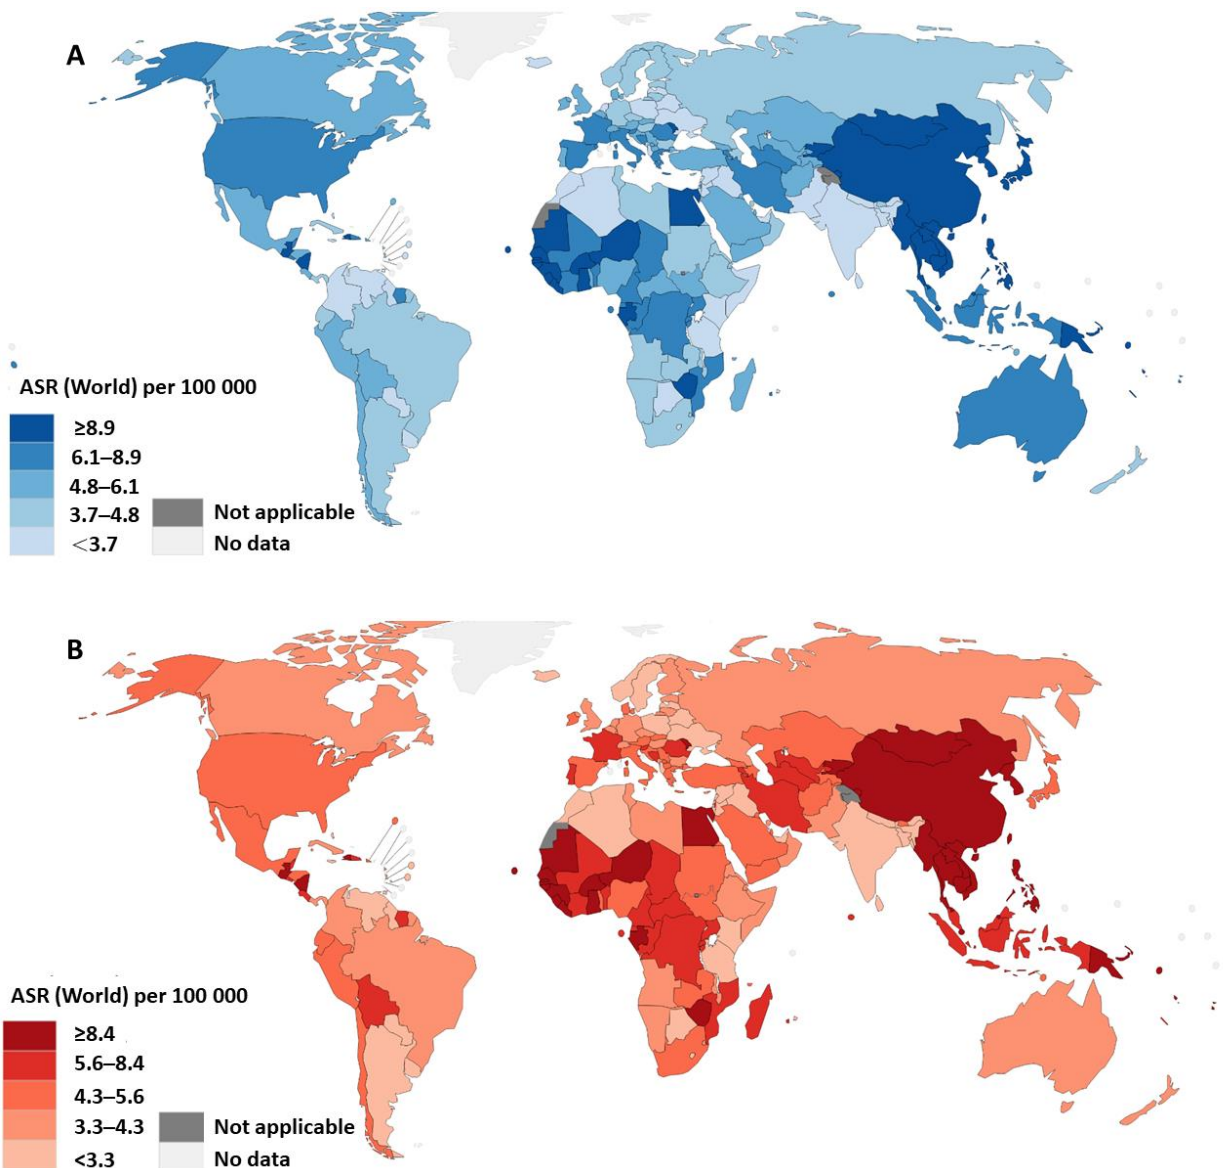 A
ASR (World) per 100 000
≥8.9
6.1–8.9
4.8–6.1
3.7–4.8
<3.7
Not applicable
No data
B
ASR (World) per 100 000
≥8.4
5.6–8.4
4.3–5.6
3.3–4.3
<3.3
Not applicable
No data